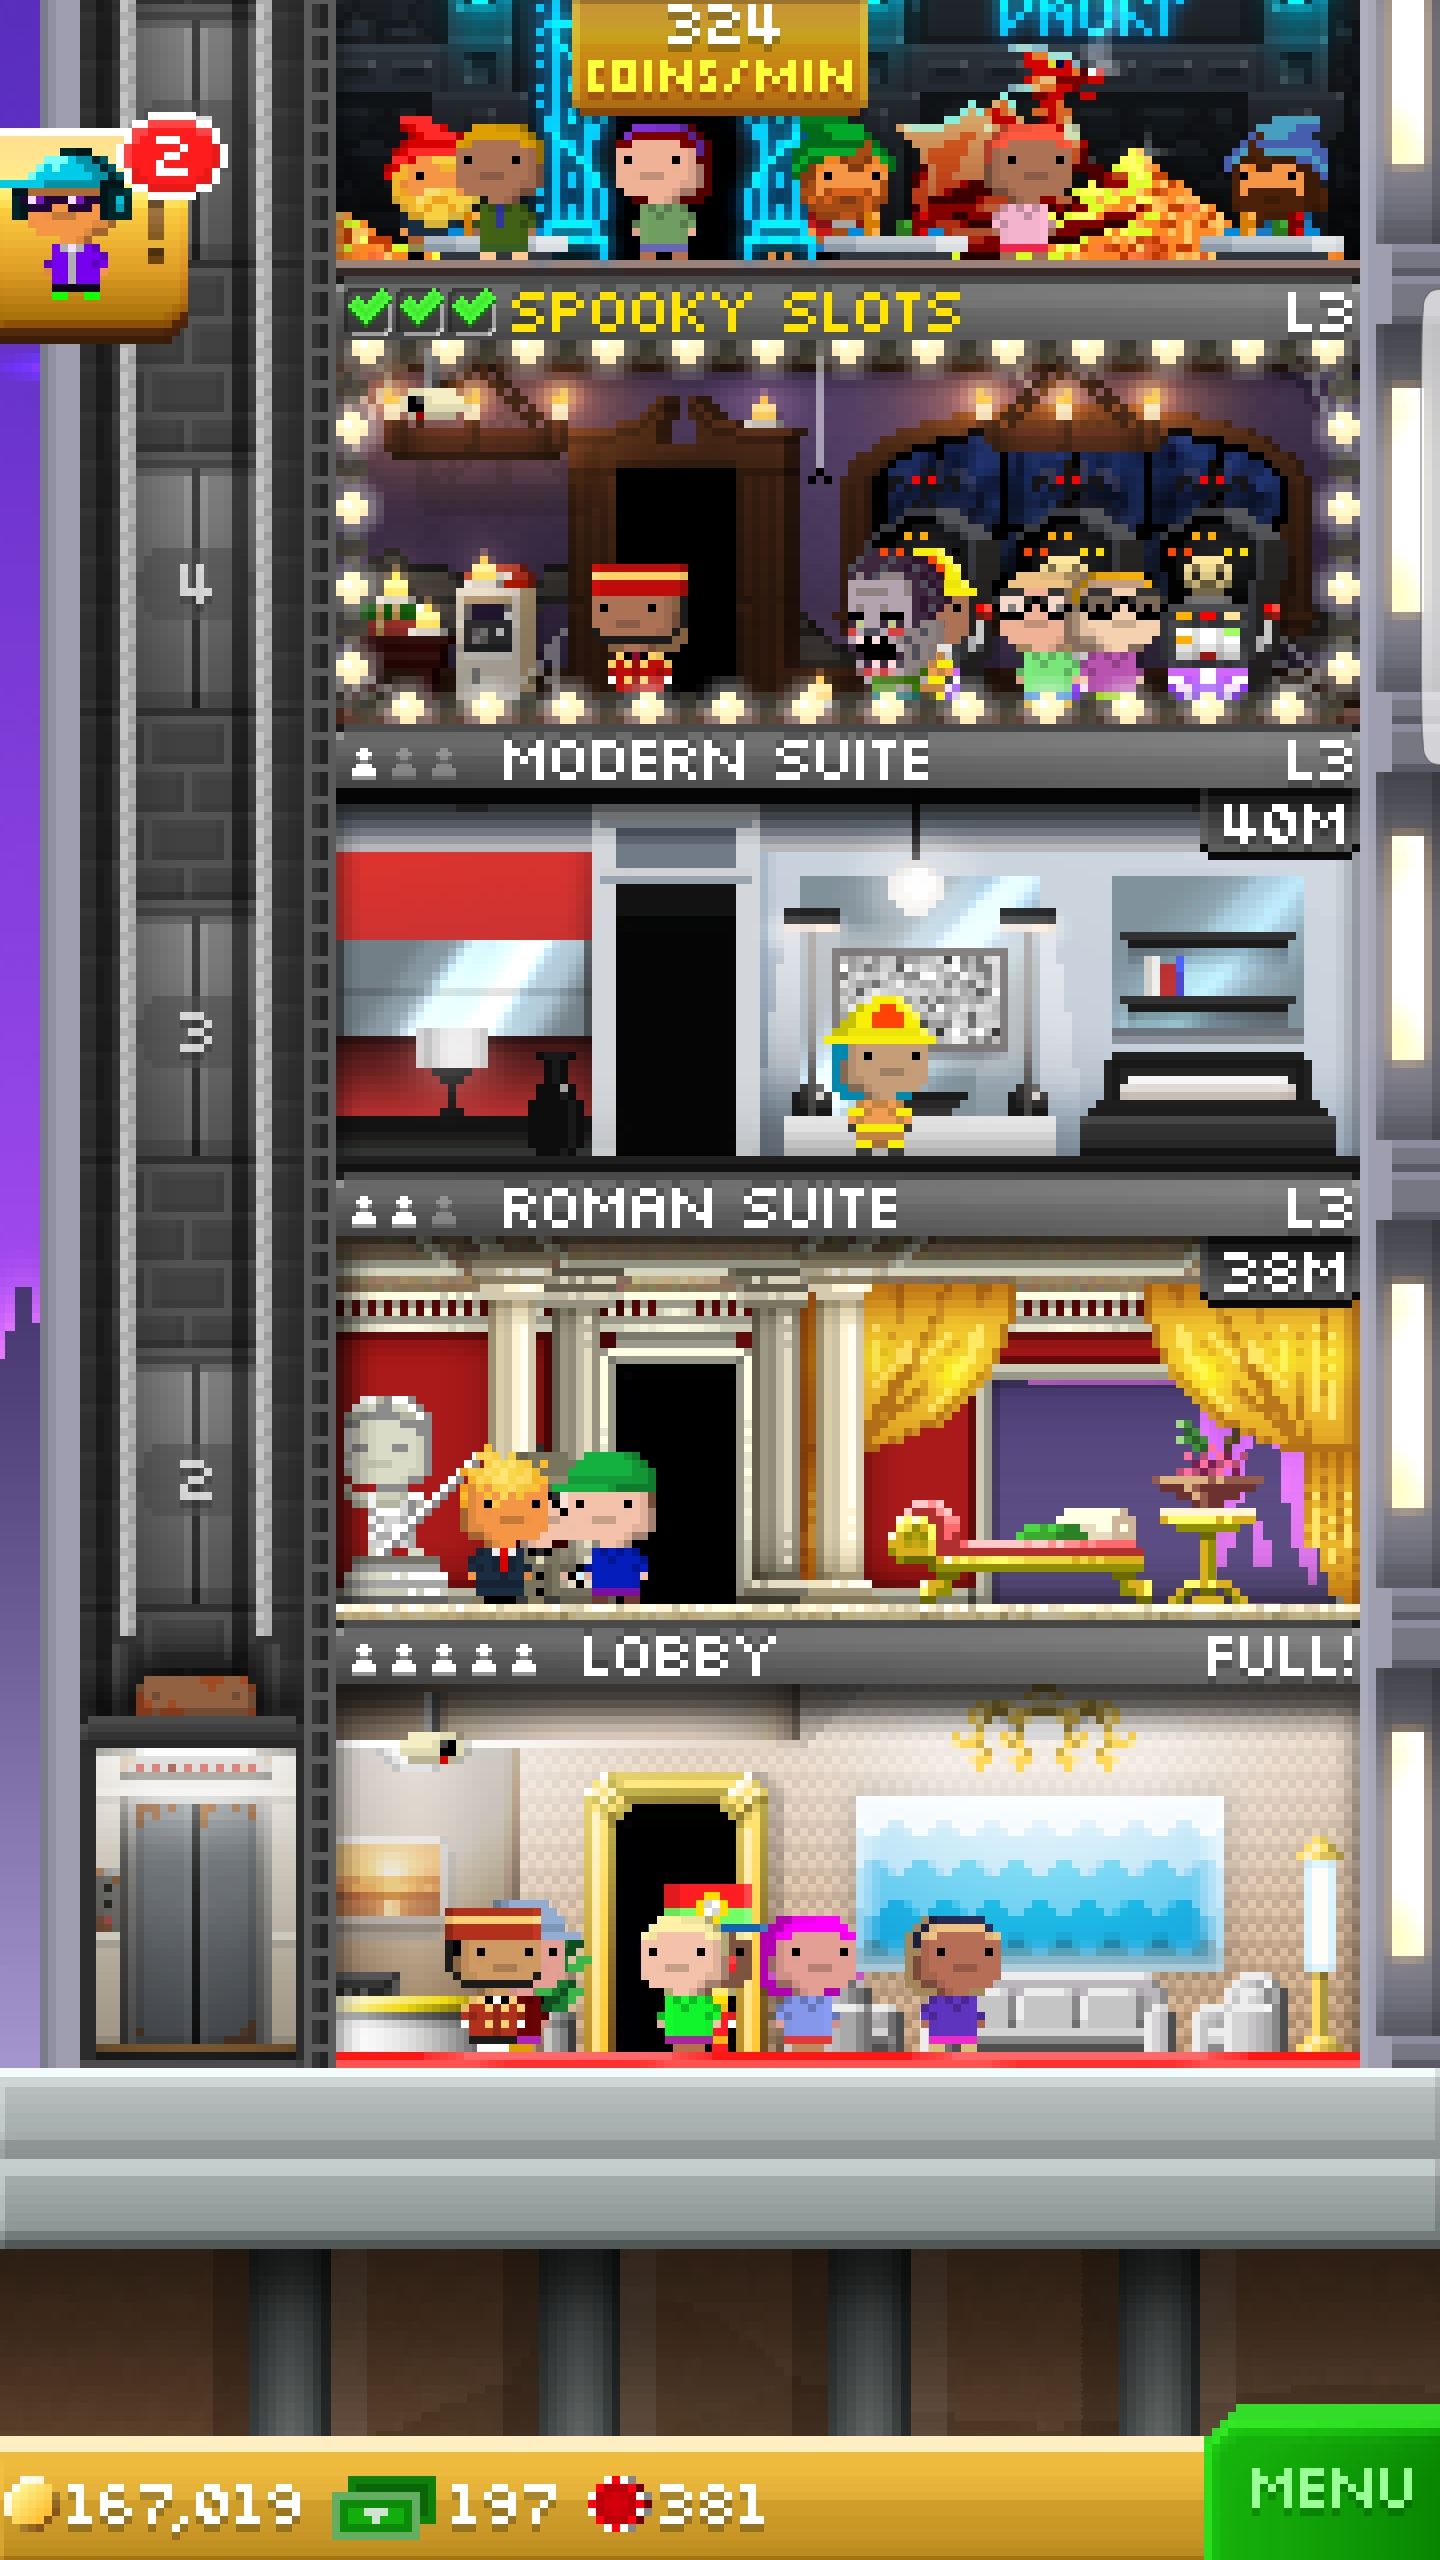 324
COINS/MIN
2
SPOOKY SLOTS
L3
4
MODERN SUITE
L3
40M
3
ROMAN SUITE
L3
38M
2
LOBBY
FULL!
167,019
197
381
MENU